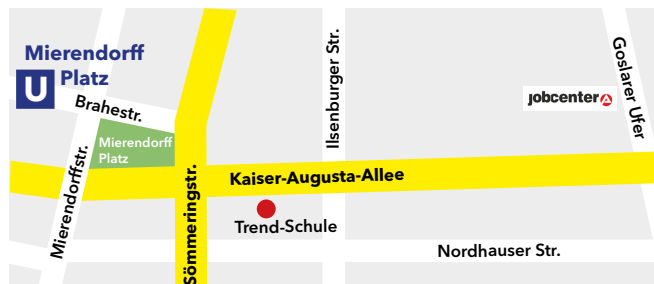 Mierendorff
Platz
U
Brahestr.
Mierendorff
Platz
Mierendorffstr.
Sömmeringstr.
Ilsenburger Str.
Goslarer Ufer
jobcenter
Kaiser-Augusta-Allee
Trend-Schule
Nordhauser Str.